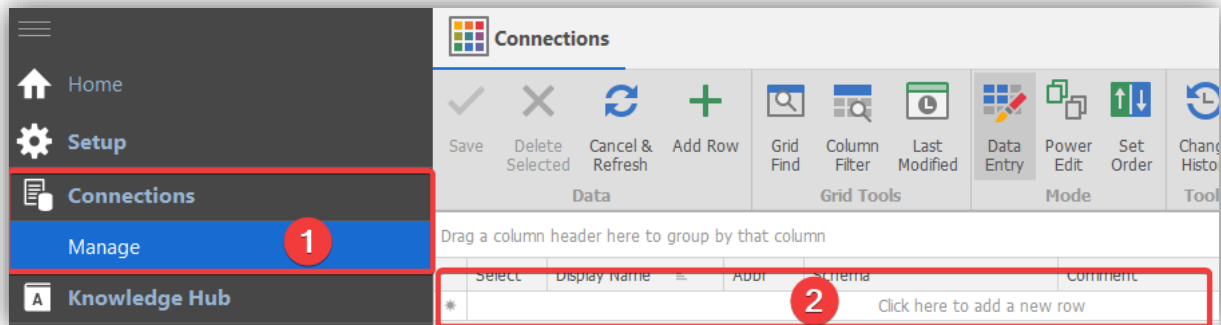 Connections
Home
Setup
Connections
Manage
1
Knowledge Hub
A
Save
Delete Selected
Cancel & Refresh
Add Row
Grid Find
Column Filter
Last Modified
Data Entry
Power Edit
Set Order
Data
Grid Tools
Mode
Drag a column header here to group by that column
Select Display Name Abbr Schema Comment
2
Click here to add a new row